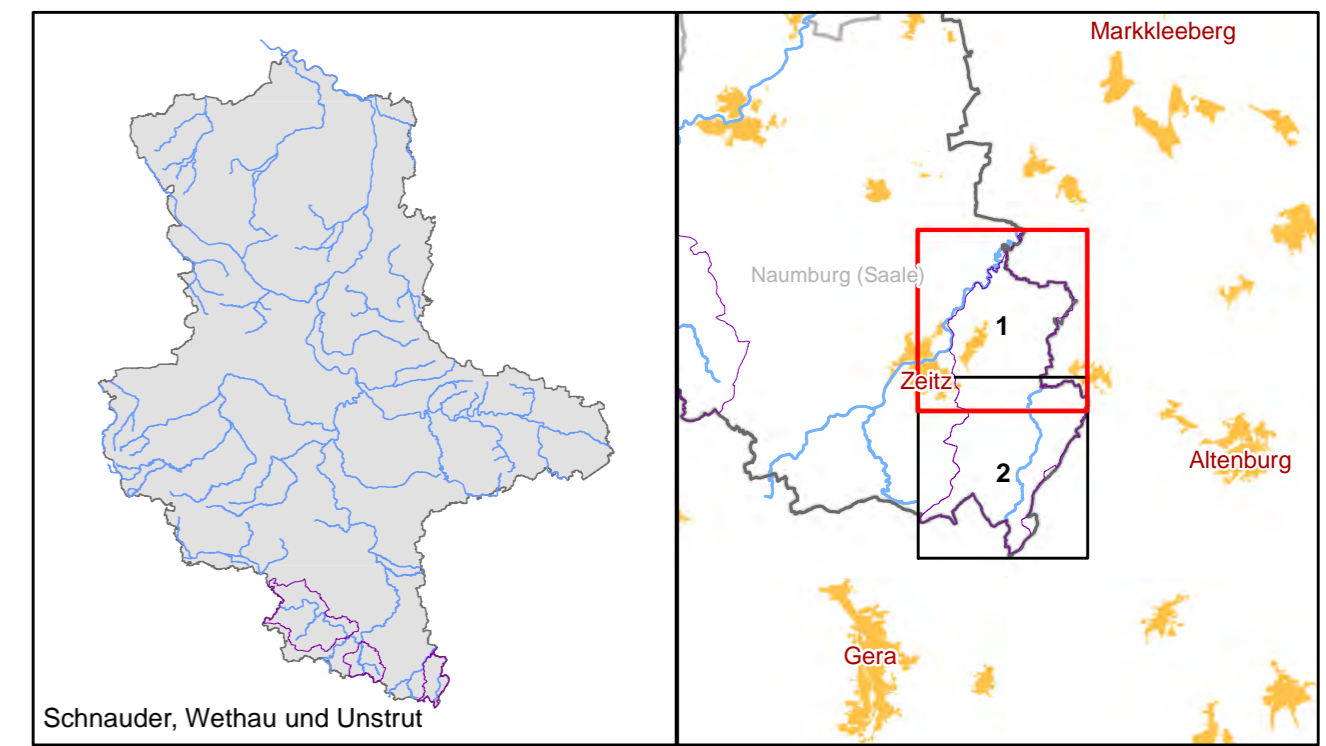 Schnauder, Wethau und Unstrut
Markkleeberg
Naumburg (Saale)
1
Zeitz
Altenburg
2
Gera